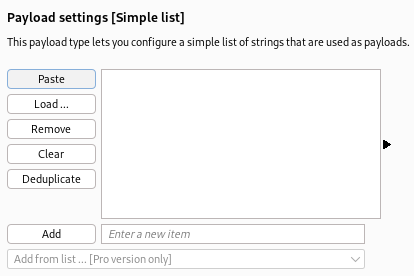 Payload settings [Simple list]
This payload type lets you configure a simple list of strings that are used as payloads.
Paste
Load ...
Remove
Clear
Deduplicate
Add
Enter a new item
Add from list ... [Pro version only]